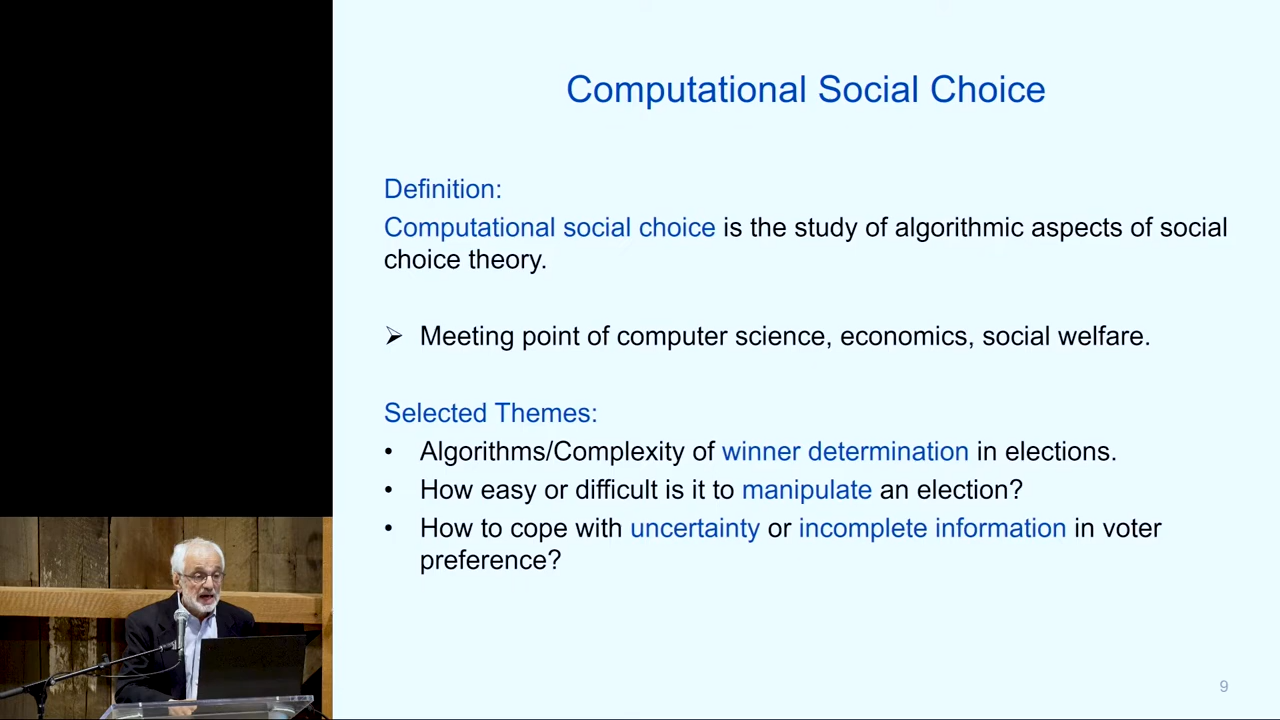 Computational Social Choice
Definition:
Computational social choice is the study of algorithmic aspects of social
choice theory.
➢ Meeting point of computer science, economics, social welfare.
Selected Themes:
• Algorithms/Complexity of winner determination in elections.
• How easy or difficult is it to manipulate an election?
• How to cope with uncertainty or incomplete information in voter
preference?
9